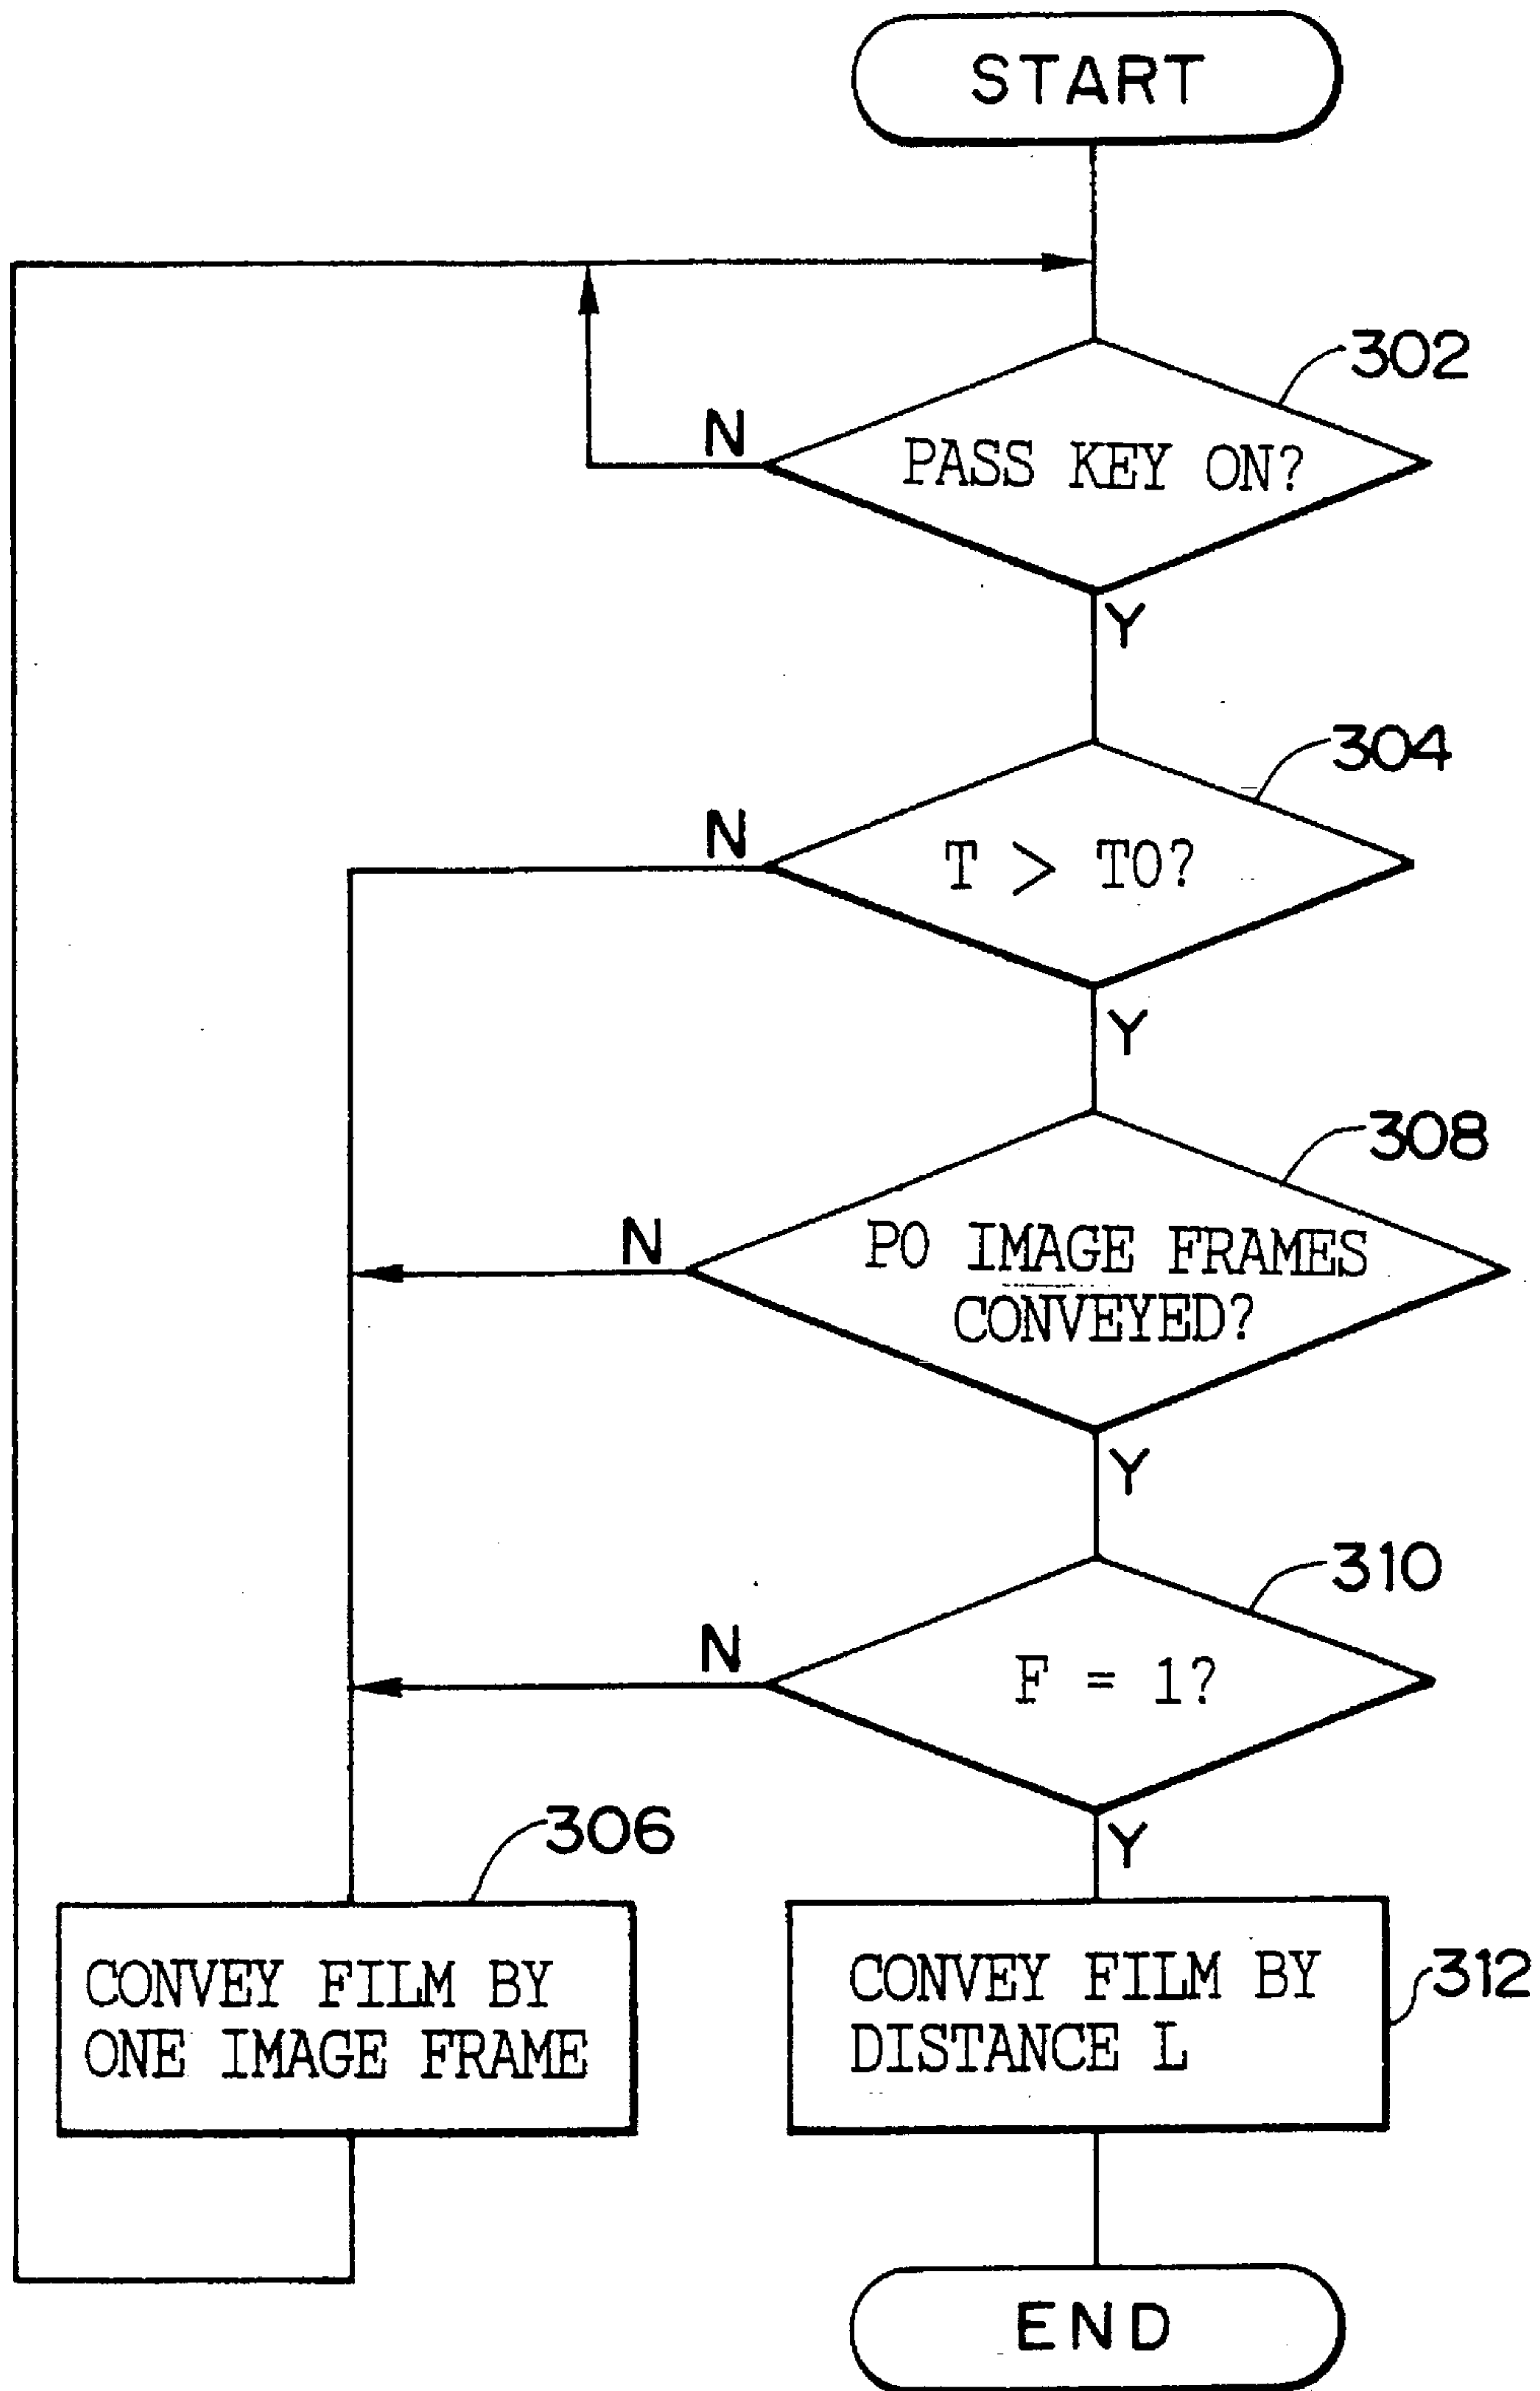 START
302
N
PASS KEY ON?
Y
304
N
T > T0?
Y
308
N
P0 IMAGE FRAMES
CONVEYED?
Y
310
N
F = 1?
Y
306
CONVEY FILM BY
ONE IMAGE FRAME
CONVEY FILM BY
DISTANCE L
312
END